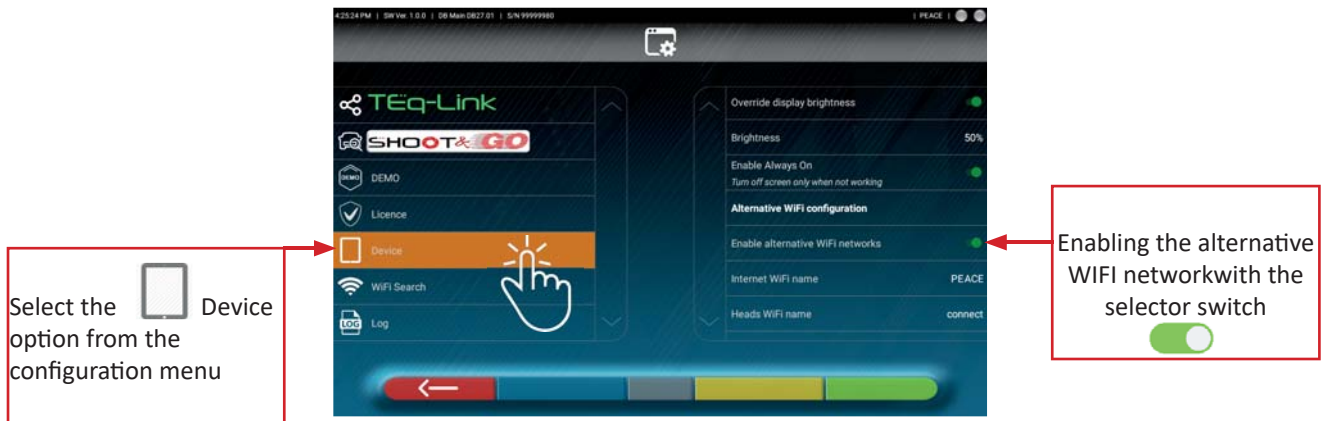 4:25:24 PM | SW Ver. 1.0.0 | DB Main DB27.01 | S/N 99999980
| PEACE |
TEq-Link
SHOOT& GO
DEMO
DEMO
Licence
Device
WiFi Search
LOG
Log
Override display brightness
Brightness
50%
Enable Always On
Turn off screen only when not working
Alternative WiFi configuration
Enable alternative WiFi networks
Internet WiFi name
PEACE
Heads WiFi name
connect
Select the Device
option from the
configuration menu
Enabling the alternative
WIFI networkwith the
selector switch